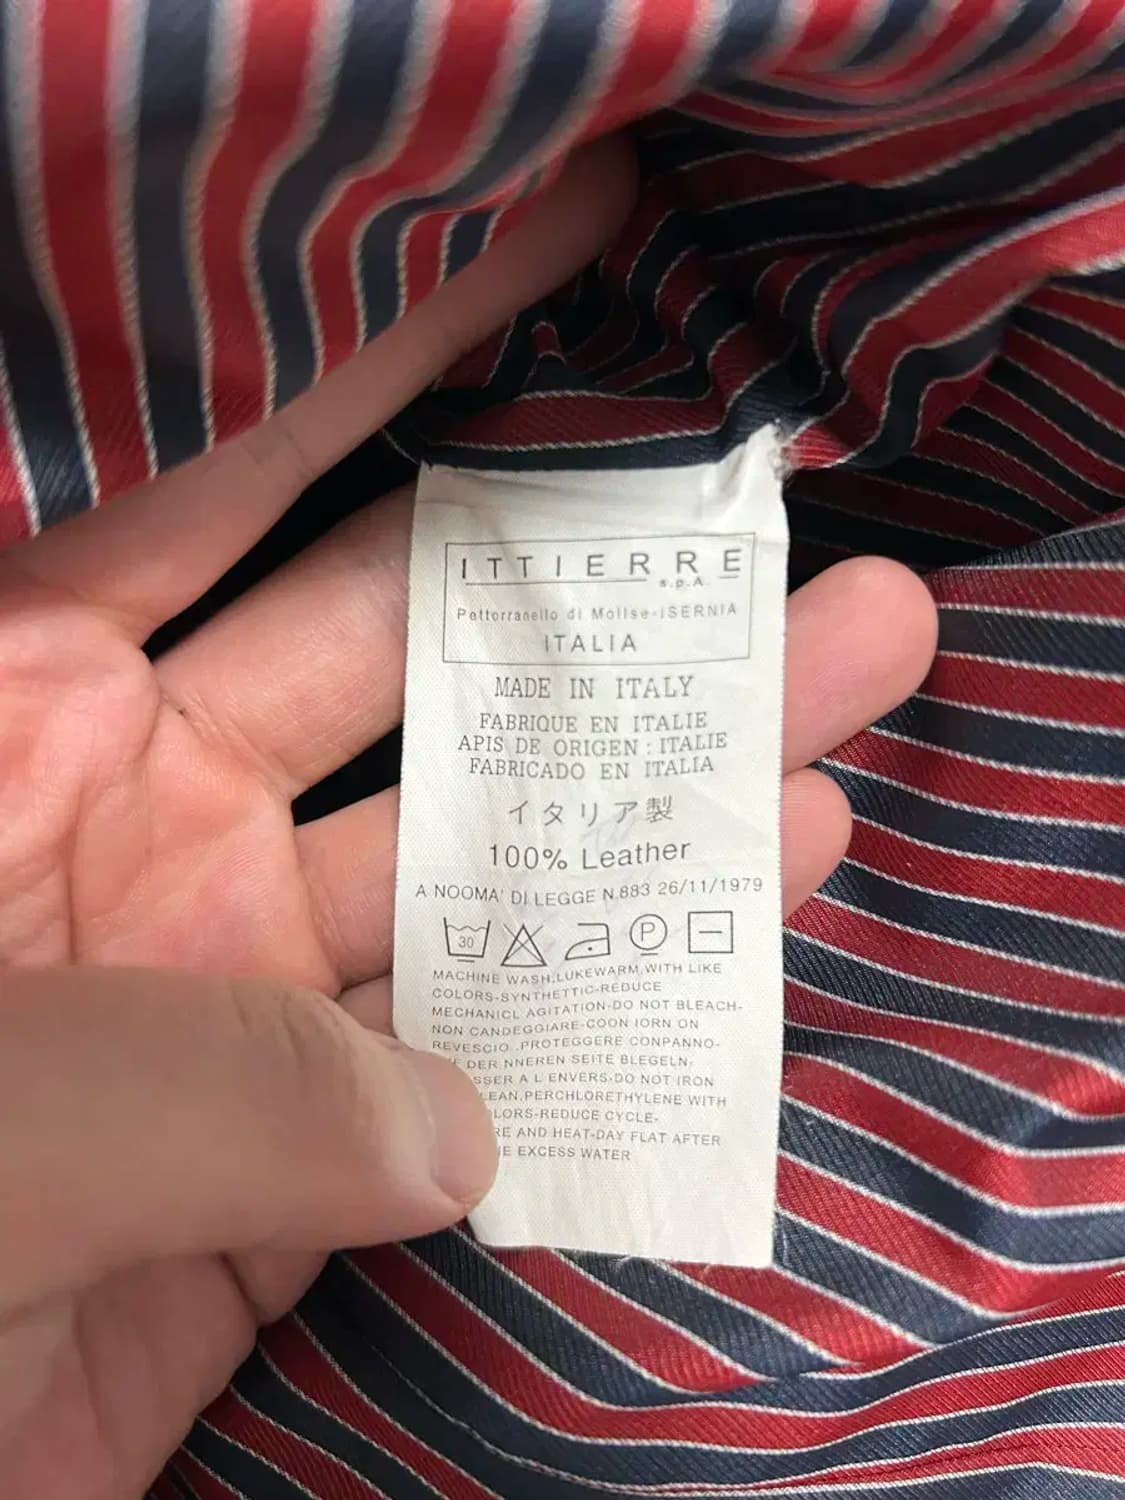 ITTIERRE
s.p.A.
Pettorranello di Molise-ISERNIA
ITALIA
MADE IN ITALY
FABRIQUE EN ITALIE
APIS DE ORIGEN : ITALIE
FABRICADO EN ITALIA
イタリア製
100% Leather
A NOOMA' DI LEGGE N.883 26/11/1979
30
P
MACHINE WASH:LUKEWARM,WITH LIKE
COLORS-SYNTHETTIC-REDUCE
MECHANICL AGITATION-DO NOT BLEACH-
NON CANDEGGIARE-COON IORN ON
REVESCIO..PROTEGGERE CONPANNO-
DER NNEREN SEITE BLEGELN-
SSER A L ENVERS-DO NOT IRON
LEAN.PERCHLORETHYLENE WITH
LORS-REDUCE CYCLE-
RE AND HEAT-DAY FLAT AFTER
E EXCESS WATER